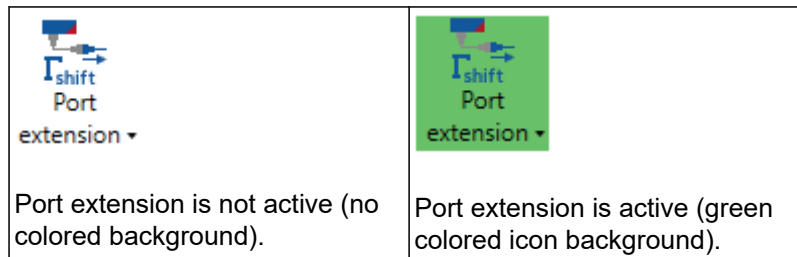 Γshift
Port
extension ▾
Port extension is not active (no
colored background).
Γshift
Port
extension ▾
Port extension is active (green
colored icon background).